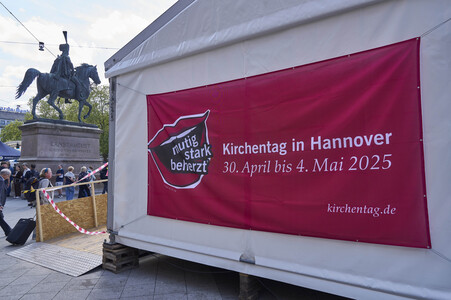 mutig
stark
beherzt
Kirchentag in Hannover
30. April bis 4. Mai 2025
kirchentag.de